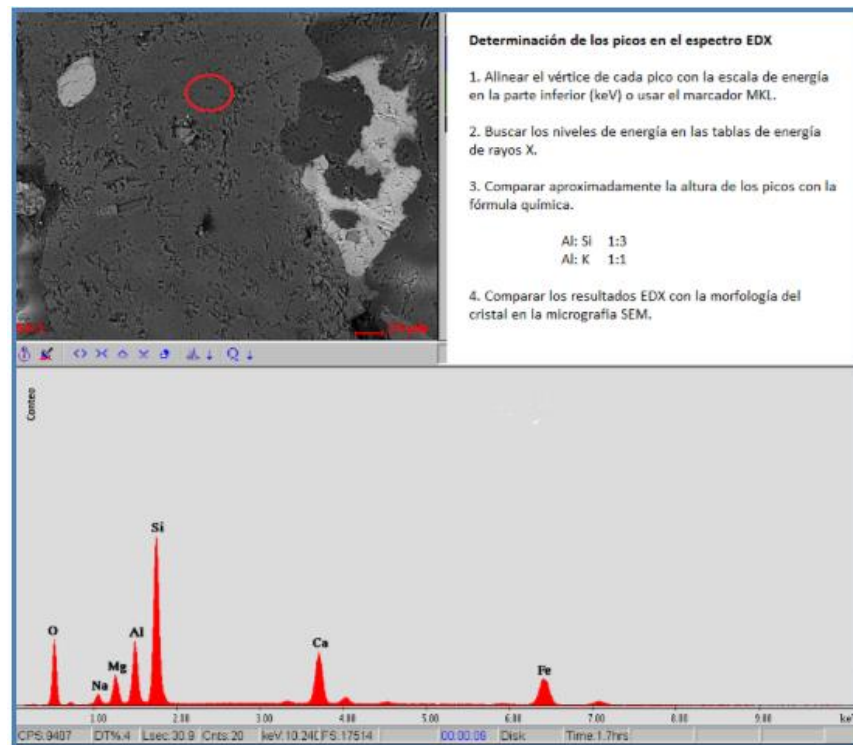 Determinación de los picos en el espectro EDX
1. Alinear el vértice de cada pico con la escala de energía
en la parte inferior (keV) o usar el marcador MKL.
2. Buscar los niveles de energía en las tablas de energía
de rayos X.
3. Comparar aproximadamente la altura de los picos con la
fórmula química.
Al: Si 1:3
Al: K 1:1
4. Comparar los resultados EDX con la morfología del
cristal en la micrografía SEM.
Conteo
O
Na
Mg
Al
Si
Ca
Fe
1.00 2.00 3.00 4.00 5.00 6.00 7.00 8.00 9.00 keV
CPS:9407 DT%.4 Lsec:30.9 Cnts:20 keV:10.240 FS:17514 00:00:06 Disk Time:1.7hrs